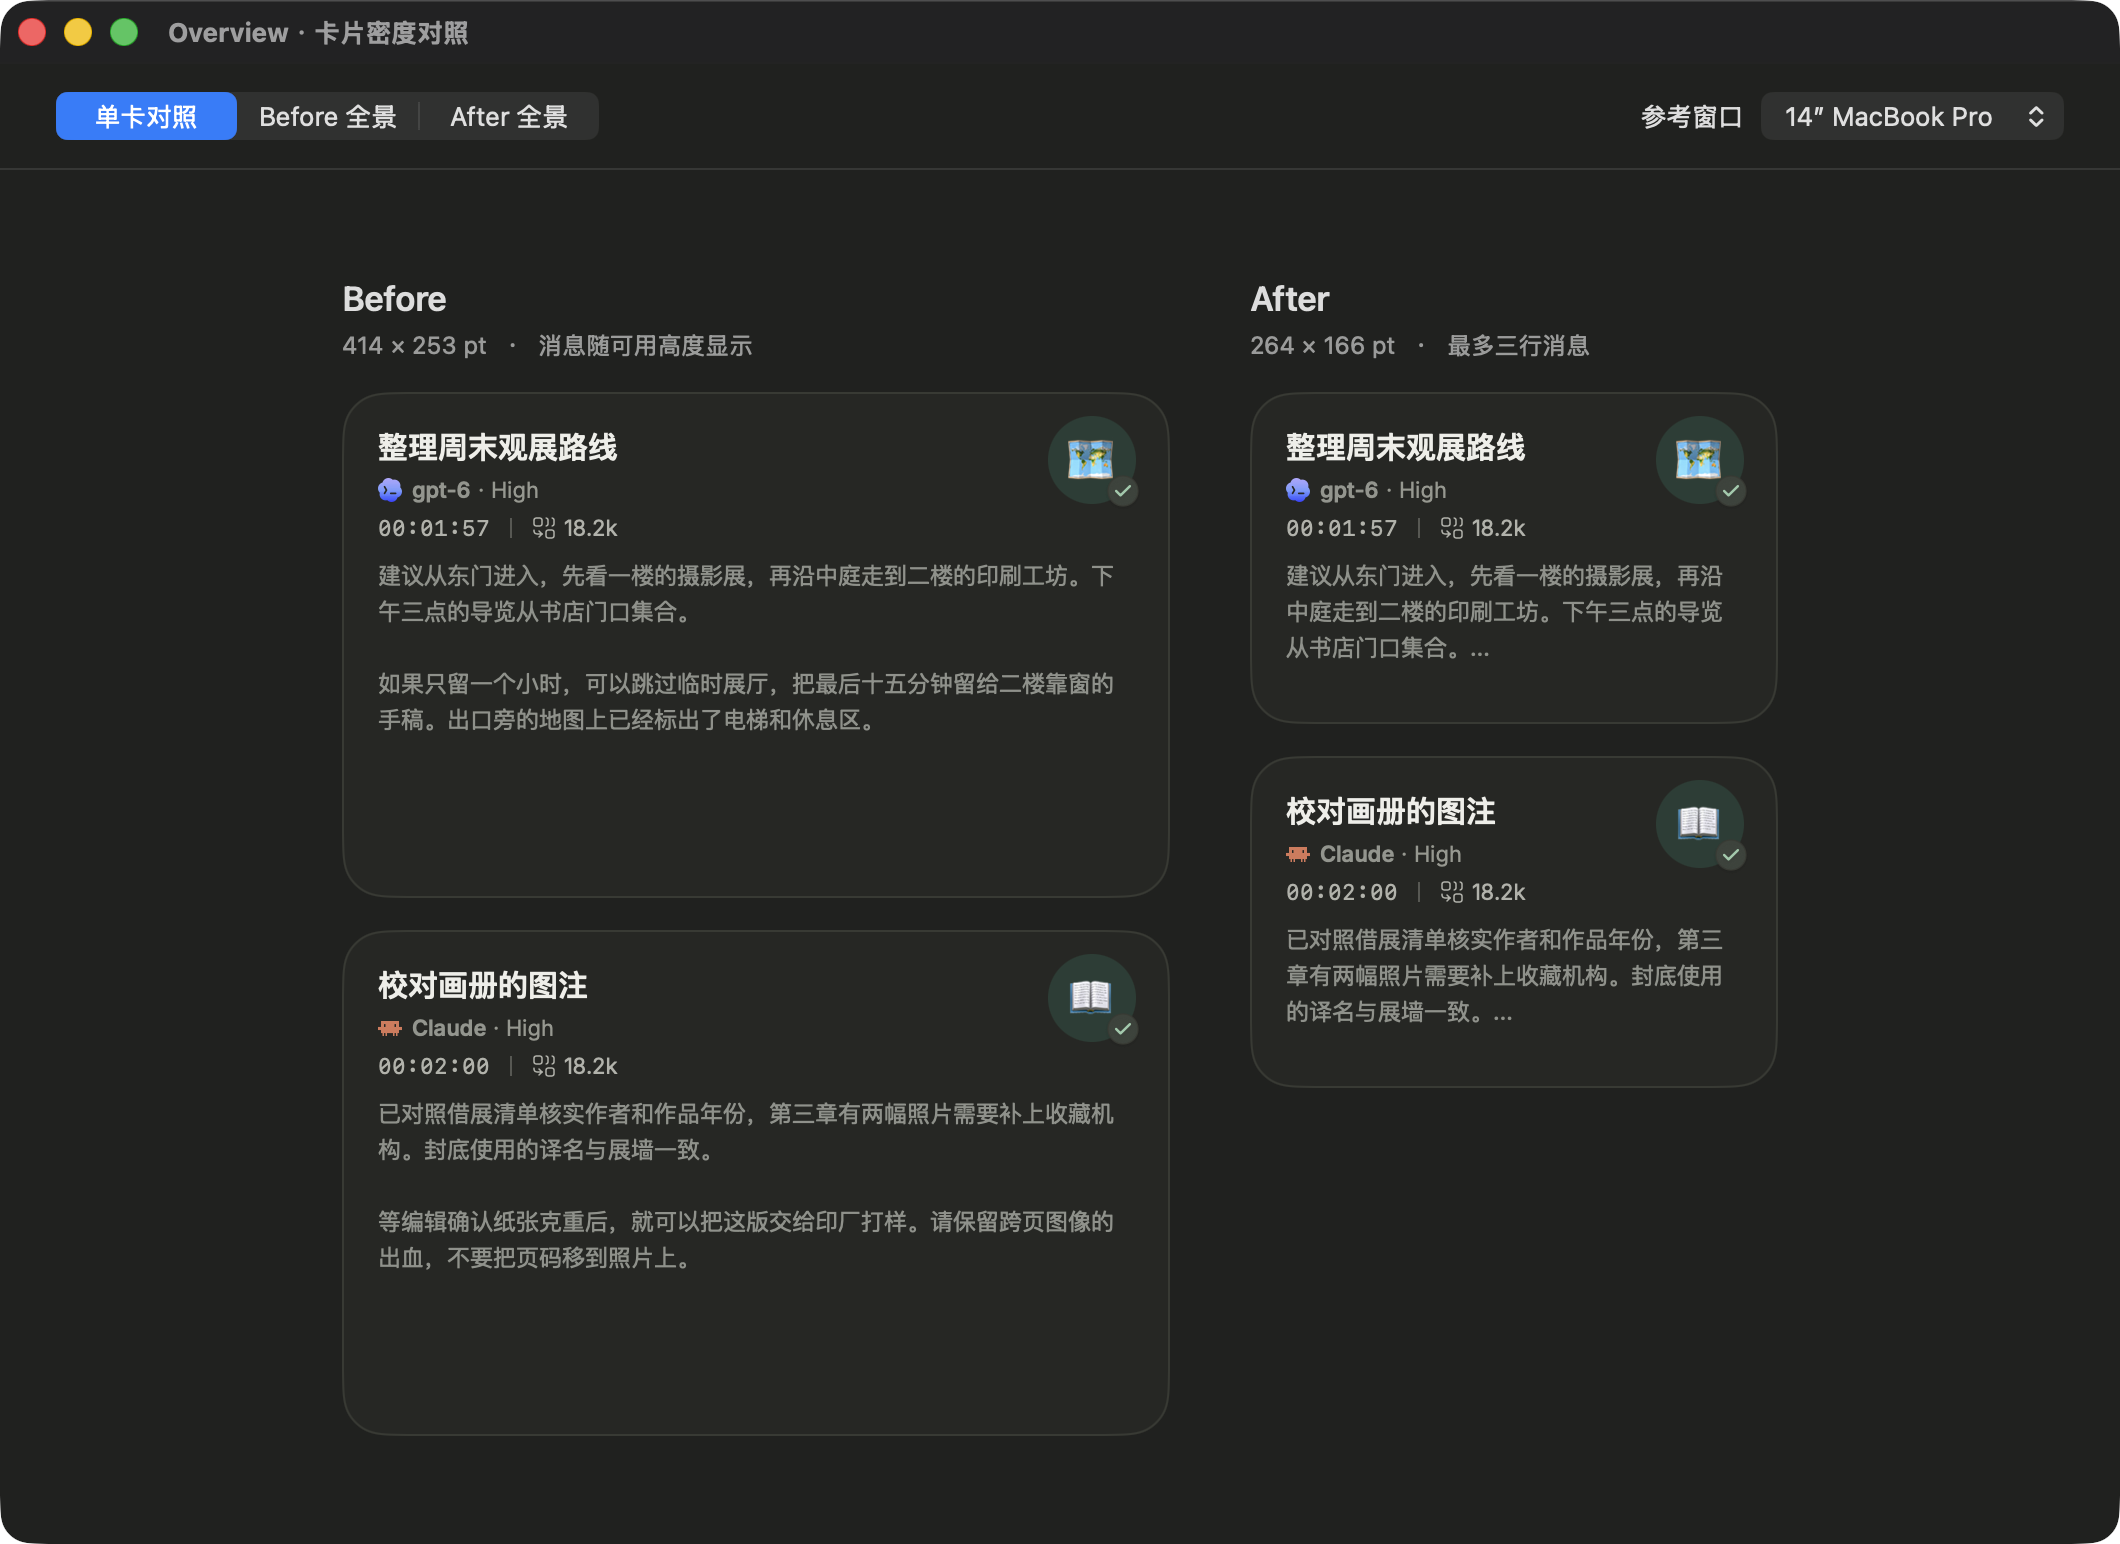 Overview · 卡片密度对照
单卡对照
Before 全景
After 全景
参考窗口
14″ MacBook Pro
Before
414 × 253 pt · 消息随可用高度显示
整理周末观展路线
gpt-6 · High
00:01:57 | 18.2k
建议从东门进入，先看一楼的摄影展，再沿中庭走到二楼的印刷工坊。下
午三点的导览从书店门口集合。
如果只留一个小时，可以跳过临时展厅，把最后十五分钟留给二楼靠窗的
手稿。出口旁的地图上已经标出了电梯和休息区。
校对画册的图注
Claude · High
00:02:00 | 18.2k
已对照借展清单核实作者和作品年份，第三章有两幅照片需要补上收藏机
构。封底使用的译名与展墙一致。
等编辑确认纸张克重后，就可以把这版交给印厂打样。请保留跨页图像的
出血，不要把页码移到照片上。
After
264 × 166 pt · 最多三行消息
整理周末观展路线
gpt-6 · High
00:01:57 | 18.2k
建议从东门进入，先看一楼的摄影展，再沿
中庭走到二楼的印刷工坊。下午三点的导览
从书店门口集合。...
校对画册的图注
Claude · High
00:02:00 | 18.2k
已对照借展清单核实作者和作品年份，第三
章有两幅照片需要补上收藏机构。封底使用
的译名与展墙一致。...